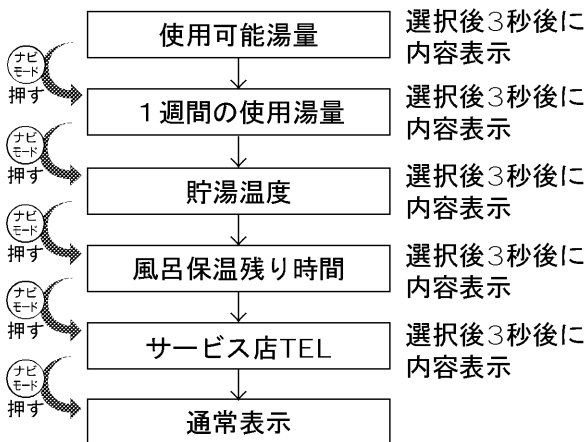 使用可能湯量
選択後3秒後に
内容表示
ナビ
モード
押す
1週間の使用湯量
選択後3秒後に
内容表示
ナビ
モード
押す
貯湯温度
選択後3秒後に
内容表示
ナビ
モード
押す
風呂保温残り時間
選択後3秒後に
内容表示
ナビ
モード
押す
サービス店TEL
選択後3秒後に
内容表示
ナビ
モード
押す
通常表示